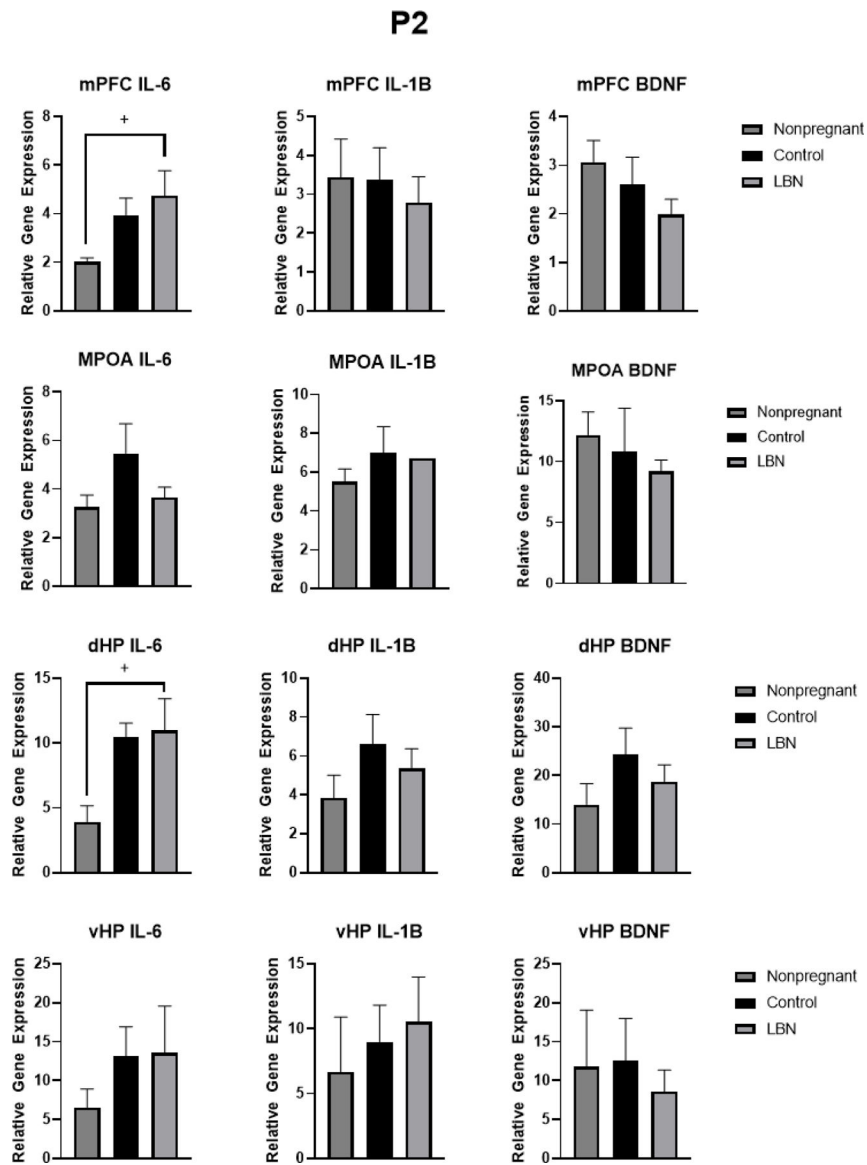 P2
mPFC IL-6
Relative Gene Expression
8
6
4
2
0
+
mPFC IL-1B
Relative Gene Expression
5
4
3
2
1
0
mPFC BDNF
Relative Gene Expression
4
3
2
1
0
Nonpregnant
Control
LBN
MPOA IL-6
Relative Gene Expression
8
6
4
2
0
MPOA IL-1B
Relative Gene Expression
10
8
6
4
2
0
MPOA BDNF
Relative Gene Expression
15
10
5
0
Nonpregnant
Control
LBN
dHP IL-6
Relative Gene Expression
15
10
5
0
+
dHP IL-1B
Relative Gene Expression
10
8
6
4
2
0
dHP BDNF
Relative Gene Expression
40
30
20
10
0
Nonpregnant
Control
LBN
vHP IL-6
Relative Gene Expression
25
20
15
10
5
0
vHP IL-1B
Relative Gene Expression
15
10
5
0
vHP BDNF
Relative Gene Expression
25
20
15
10
5
0
Nonpregnant
Control
LBN